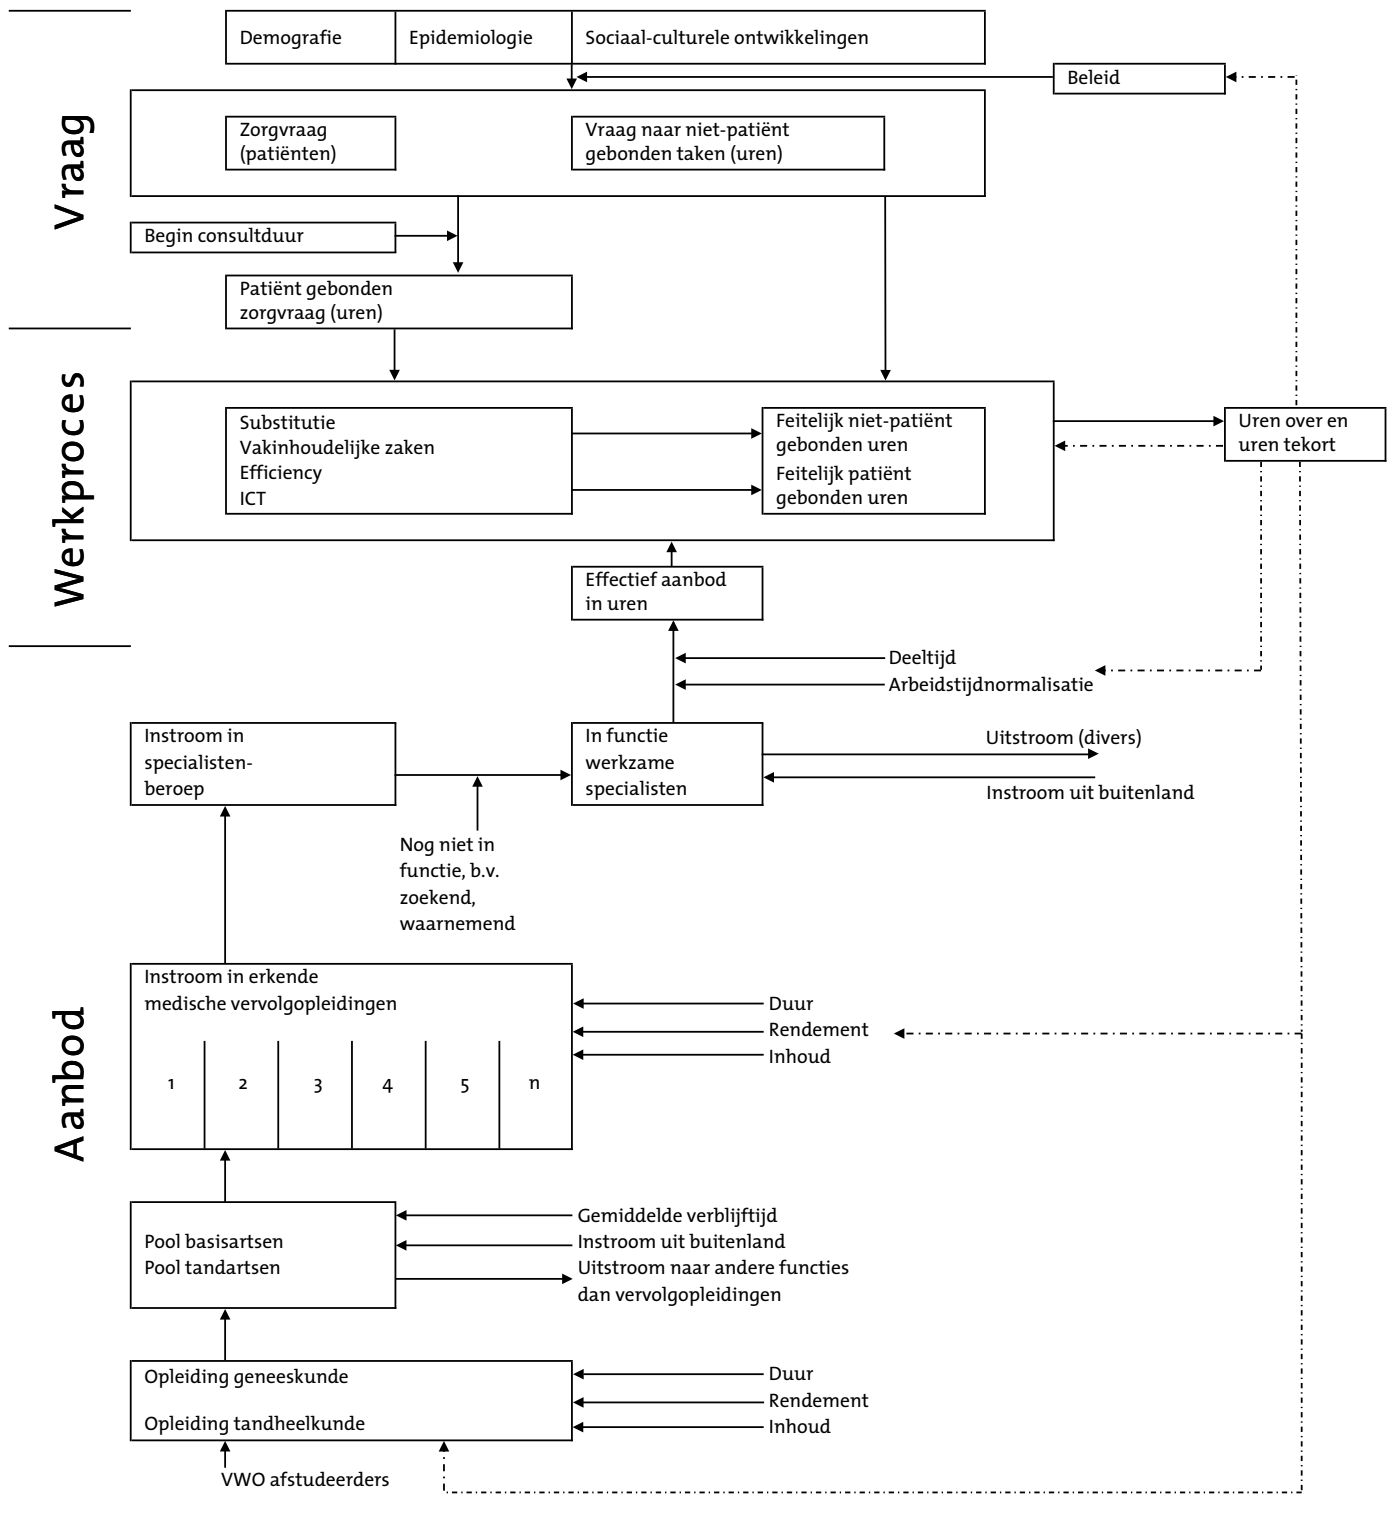 Vraag
Demografie
Epidemiologie
Sociaal-culturele ontwikkelingen
Beleid
Zorgvraag
(patiënten)
Vraag naar niet-patiënt
gebonden taken (uren)
Begin consultduur
Patiënt gebonden
zorgvraag (uren)
Werkproces
Substitutie
Vakinhoudelijke zaken
Efficiency
ICT
Feitelijk niet-patiënt
gebonden uren
Feitelijk patiënt
gebonden uren
Uren over en
uren tekort
Effectief aanbod
in uren
Deeltijd
Arbeidstijdnormalisatie
Aanbod
Instroom in
specialisten-
beroep
In functie
werkzame
specialisten
Uitstroom (divers)
Instroom uit buitenland
Nog niet in
functie, b.v.
zoekend,
waarnemend
Instroom in erkende
medische vervolgopleidingen
1 2 3 4 5 n
Duur
Rendement
Inhoud
Pool basisartsen
Pool tandartsen
Gemiddelde verblijftijd
Instroom uit buitenland
Uitstroom naar andere functies
dan vervolgopleidingen
Opleiding geneeskunde
Opleiding tandheelkunde
Duur
Rendement
Inhoud
VWO afstudeerders